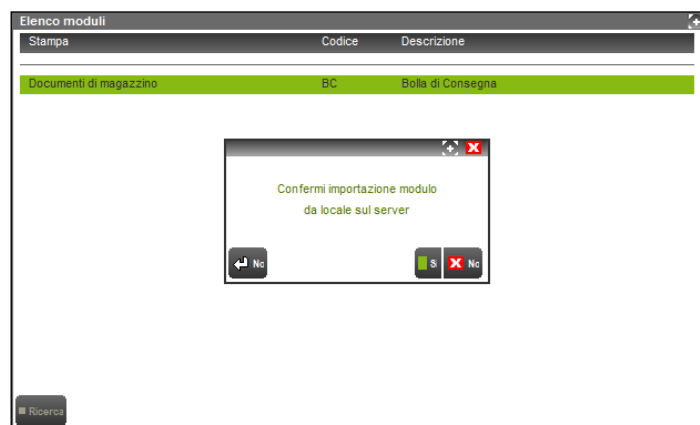 Elenco moduli
Stampa Codice Descrizione
Documenti di magazzino BC Bolla di Consegna
Confermi importazione modulo
da locale sul server
No Si No
Ricerca